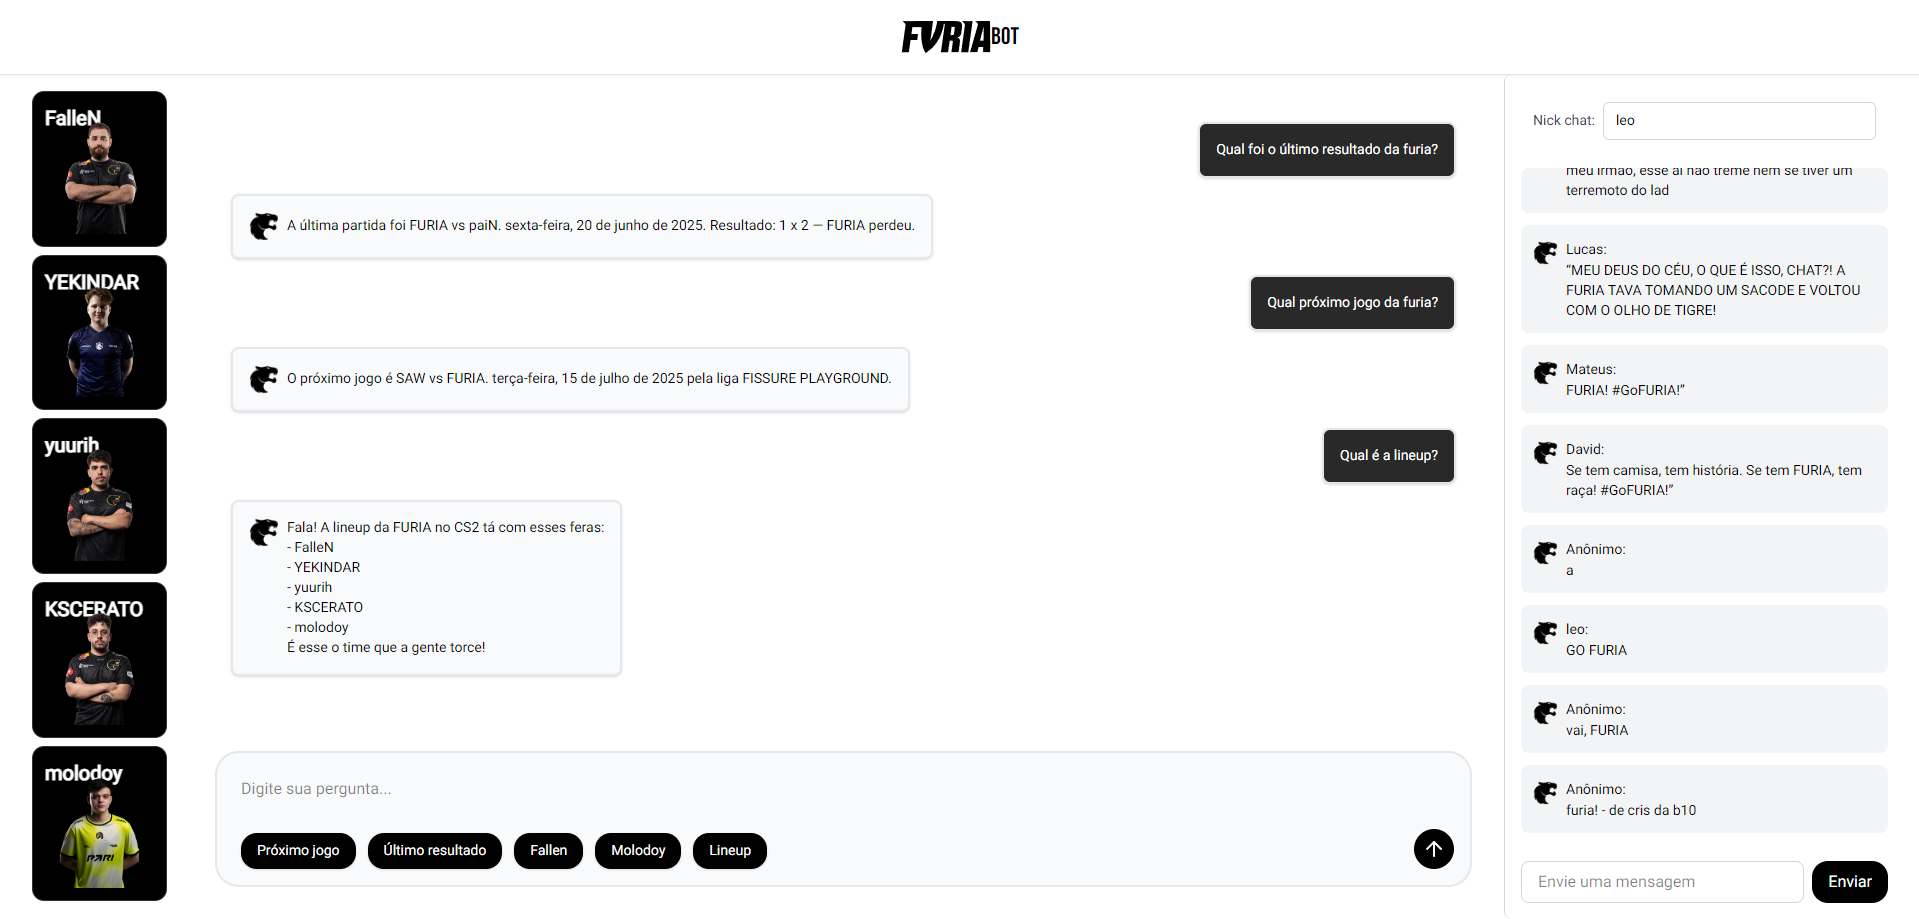 FURIABOT
FalleN
YEKINDAR
yuurih
KSCERATO
molodoy
PARI
Qual foi o último resultado da furia?
A última partida foi FURIA vs paiN. sexta-feira, 20 de junho de 2025. Resultado: 1 x 2 — FURIA perdeu.
Qual próximo jogo da furia?
O próximo jogo é SAW vs FURIA. terça-feira, 15 de julho de 2025 pela liga FISSURE PLAYGROUND.
Qual é a lineup?
Fala! A lineup da FURIA no CS2 tá com esses feras:
- FalleN
- YEKINDAR
- yuurih
- KSCERATO
- molodoy
É esse o time que a gente torce!
Digite sua pergunta...
Próximo jogo
Último resultado
Fallen
Molodoy
Lineup
Nick chat:
leo
meu irmão, esse aí não treme nem se tiver um
terremoto do lad
Lucas:
“MEU DEUS DO CÉU, O QUE É ISSO, CHAT?! A
FURIA TAVA TOMANDO UM SACODE E VOLTOU
COM O OLHO DE TIGRE!
Mateus:
FURIA! #GoFURIA!”
David:
Se tem camisa, tem história. Se tem FURIA, tem
raça! #GoFURIA!”
Anônimo:
a
leo:
GO FURIA
Anônimo:
vai, FURIA
Anônimo:
furia! - de cris da b10
Envie uma mensagem
Enviar